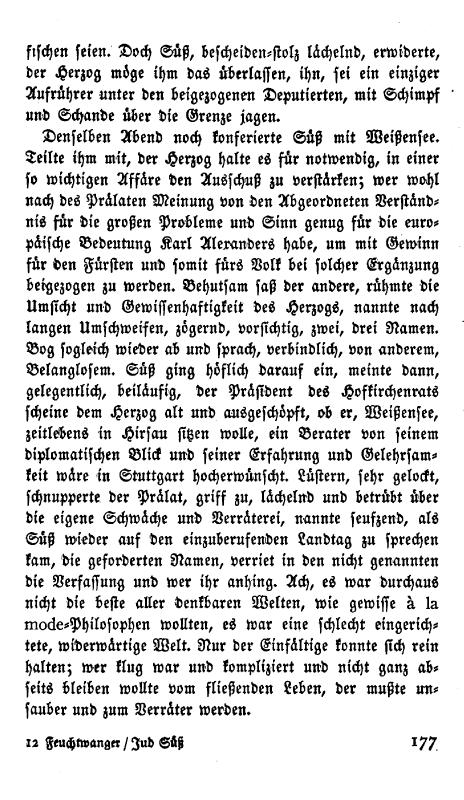 fischen seien. Doch Süß, bescheiden-stolz lächelnd, erwiderte,
der Herzog möge ihm das überlassen, ihn, sei ein einziger
Aufrührer unter den beigezogenen Deputierten, mit Schimpf
und Schande über die Grenze jagen.
Denselben Abend noch konferierte Süß mit Weißensee.
Teilte ihm mit, der Herzog halte es für notwendig, in einer
so wichtigen Affäre den Ausschuß zu verstärken; wer wohl
nach des Prälaten Meinung von den Abgeordneten Verständ-
nis für die großen Probleme und Sinn genug für die euro-
päische Bedeutung Karl Alexanders habe, um mit Gewinn
für den Fürsten und somit fürs Volk bei solcher Ergänzung
beigezogen zu werden. Behutsam saß der andere, rühmte die
Umsicht und Gewissenhaftigkeit des Herzogs, nannte nach
langen Umschweifen, zögernd, vorsichtig, zwei, drei Namen.
Bog sogleich wieder ab und sprach, verbindlich, von anderem,
Belanglosem. Süß ging höflich darauf ein, meinte dann,
gelegentlich, beiläufig, der Präsident des Hofkirchenrats
scheine dem Herzog alt und ausgeschöpft, ob er, Weißensee,
zeitlebens in Hirsau sitzen wolle, ein Berater von seinem
diplomatischen Blick und seiner Erfahrung und Gelehrsam-
keit wäre in Stuttgart hocherwünscht. Lüstern, sehr gelockt,
schnupperte der Prälat, griff zu, lächelnd und betrübt über
die eigene Schwäche und Verräterei, nannte seufzend, als
Süß wieder auf den einzuberufenden Landtag zu sprechen
kam, die geforderten Namen, verriet in den nicht genannten
die Verfassung und wer ihr anhing. Ach, es war durchaus
nicht die beste aller denkbaren Welten, wie gewisse à la
mode-Philosophen wollten, es war eine schlecht eingerich-
tete, widerwärtige Welt. Nur der Einfältige konnte sich rein
halten; wer klug war und kompliziert und nicht ganz ab-
seits bleiben wollte vom fließenden Leben, der mußte un-
sauber und zum Verräter werden.
12 Feuchtwanger / Jud Süß 177